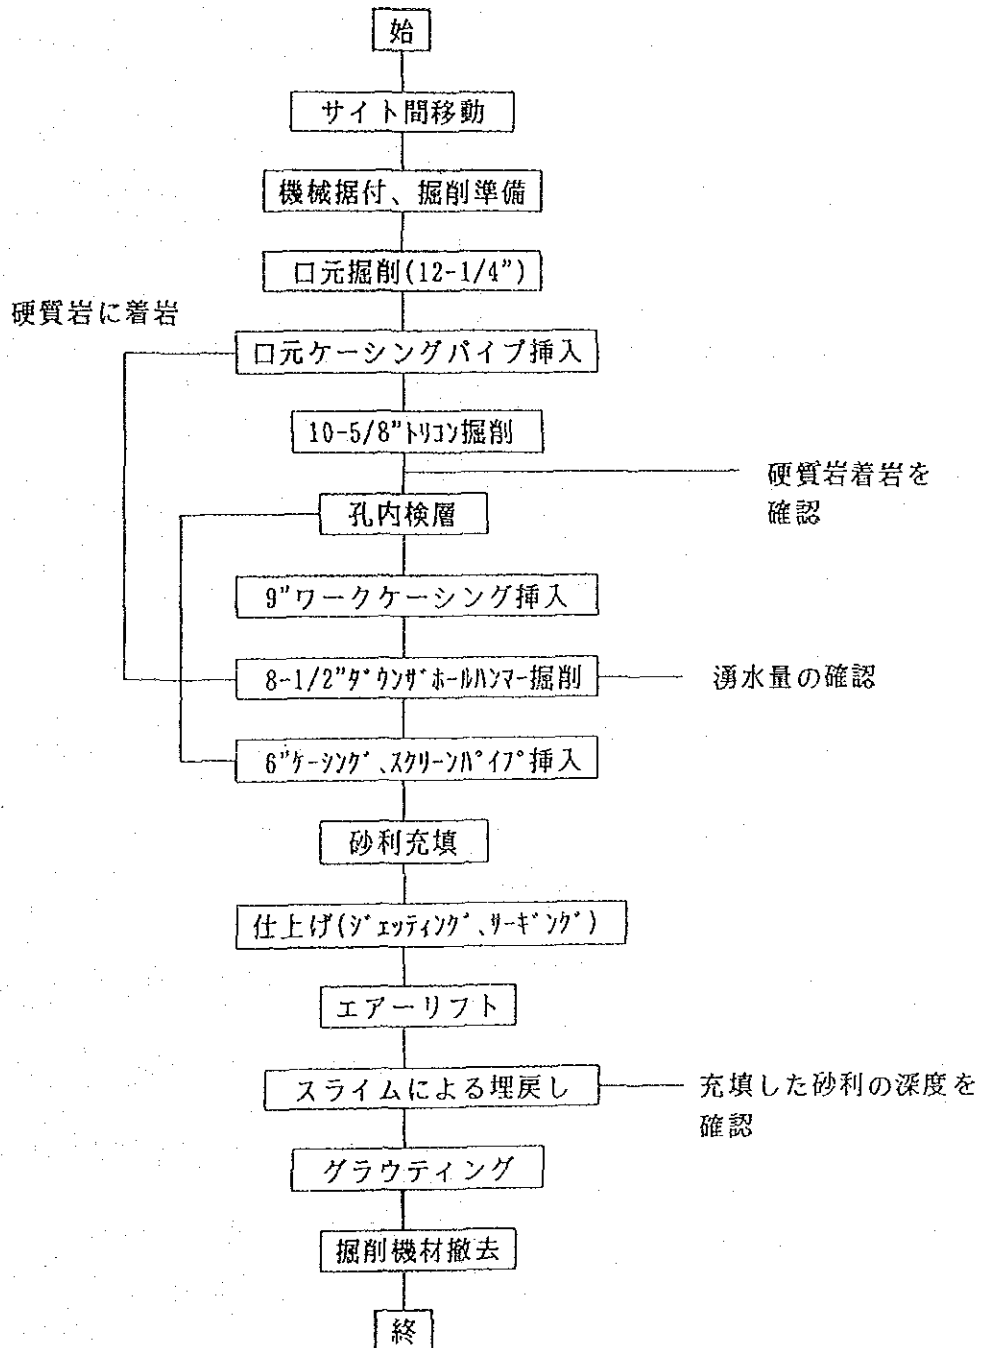 始
サイト間移動
機械据付、掘削準備
口元掘削(12-1/4")
硬質岩に着岩
口元ケーシングパイプ挿入
10-5/8"ﾄﾘｺﾝ掘削
硬質岩着岩を
確認
孔内検層
9"ワークケーシング挿入
8-1/2"ﾀﾞｳﾝｻﾞﾎｰﾙﾊﾝﾏｰ掘削
湧水量の確認
6"ｹｰｼﾝｸﾞ、ｽｸﾘｰﾝﾊﾟｲﾌﾟ挿入
砂利充填
仕上げ(ｼﾞｪｯﾃｨﾝｸﾞ、ｻｰｷﾞﾝｸﾞ)
エアーリフト
スライムによる埋戻し
充填した砂利の深度を
確認
グラウティング
掘削機材撤去
終